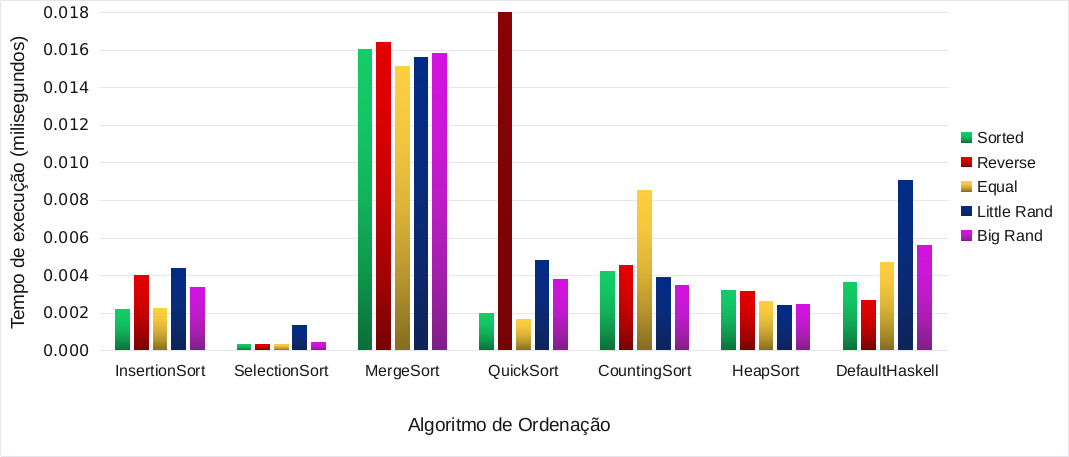 Tempo de execução (milisegundos)
0.018
0.016
0.014
0.012
0.010
0.008
0.006
0.004
0.002
0.000
InsertionSort
SelectionSort
MergeSort
QuickSort
CountingSort
HeapSort
DefaultHaskell
Algoritmo de Ordenação
Sorted
Reverse
Equal
Little Rand
Big Rand